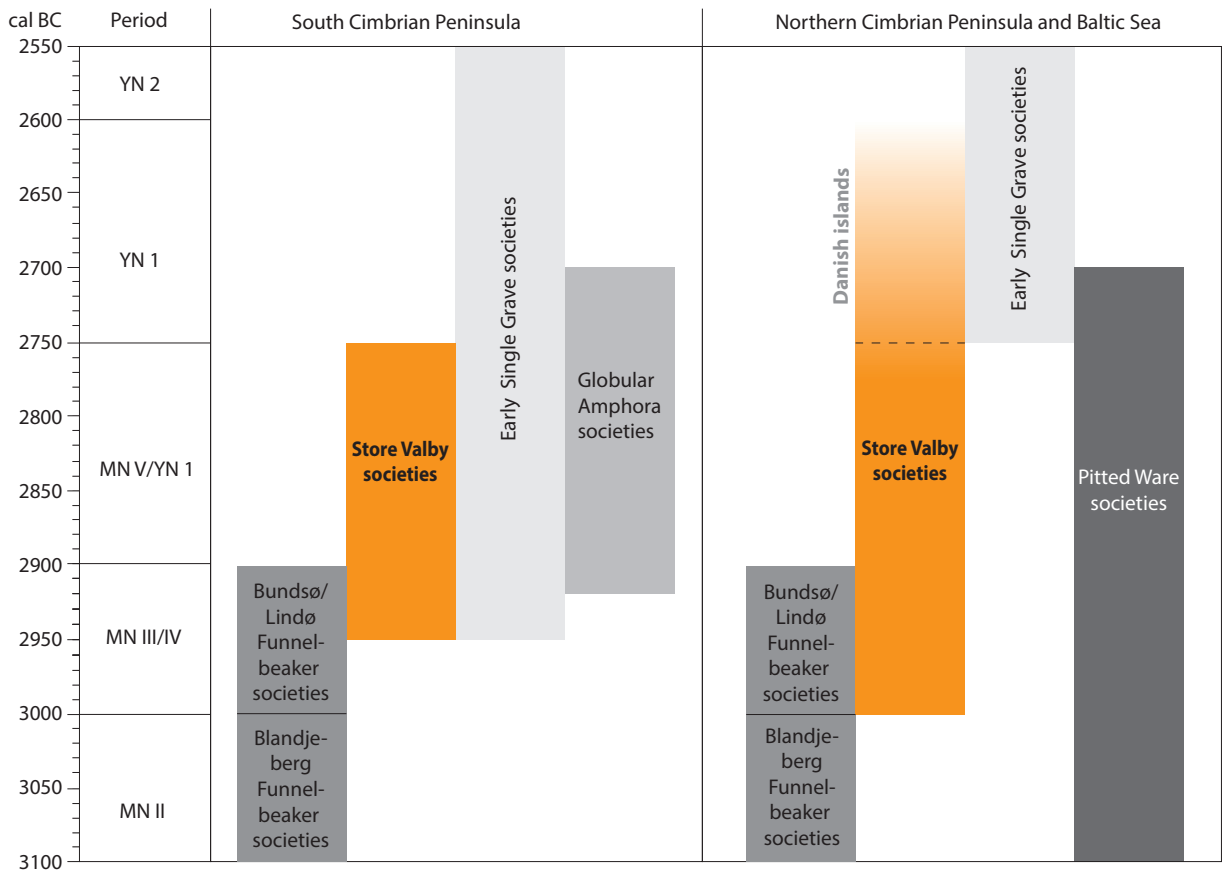 cal BC
Period
South Cimbrian Peninsula
Northern Cimbrian Peninsula and Baltic Sea
2550
2600
2650
2700
2750
2800
2850
2900
2950
3000
3050
3100
YN 2
YN 1
MN V/YN 1
MN III/IV
MN II
Bundsø/
Lindø
Funnel-
beaker
societies
Blandje-
berg
Funnel-
beaker
societies
Store Valby
societies
Early Single Grave societies
Globular
Amphora
societies
Bundsø/
Lindø
Funnel-
beaker
societies
Blandje-
berg
Funnel-
beaker
societies
Danish islands
Store Valby
societies
Early Single Grave societies
Pitted Ware
societies